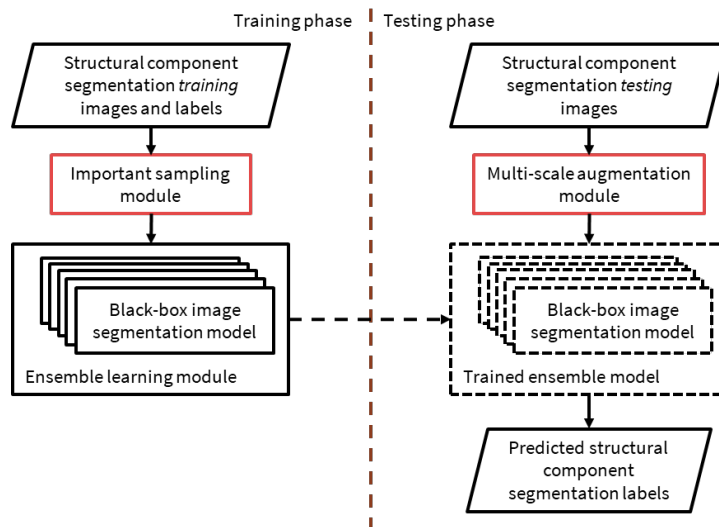 Training phase
Testing phase
Structural component
segmentation training
images and labels
Important sampling
module
Black-box image
segmentation model
Ensemble learning module
Structural component
segmentation testing
images
Multi-scale augmentation
module
Black-box image
segmentation model
Trained ensemble model
Predicted structural
component
segmentation labels